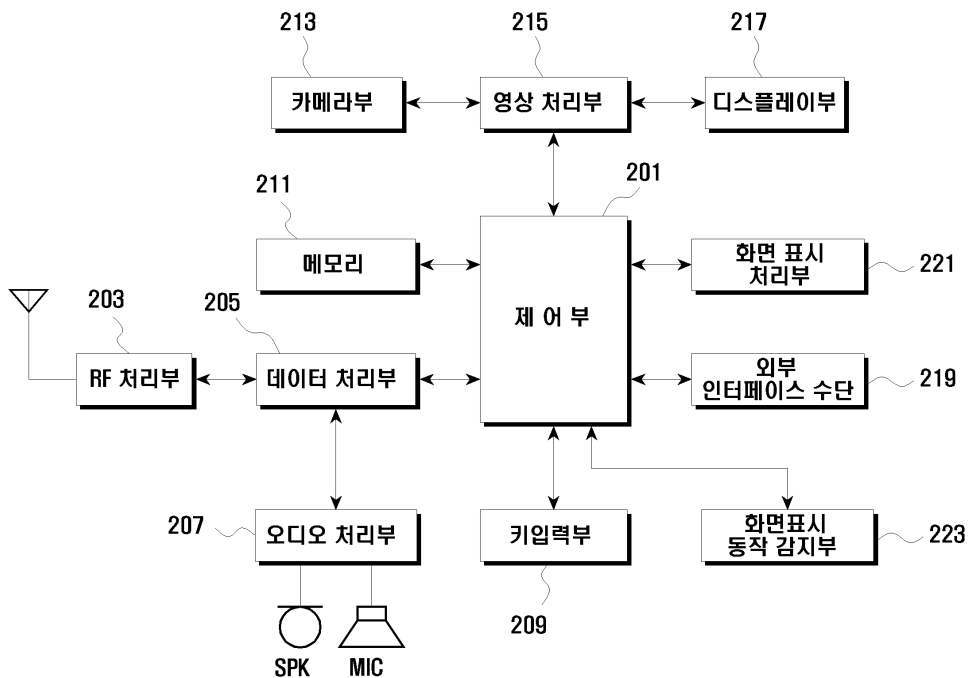 213
215
217
카메라부
영상 처리부
디스플레이부
211
201
메모리
화면 표시
처리부
221
203
205
제 어 부
RF 처리부
데이터 처리부
외부
인터페이스 수단
219
207
오디오 처리부
키입력부
화면표시
동작 감지부
223
209
SPK
MIC